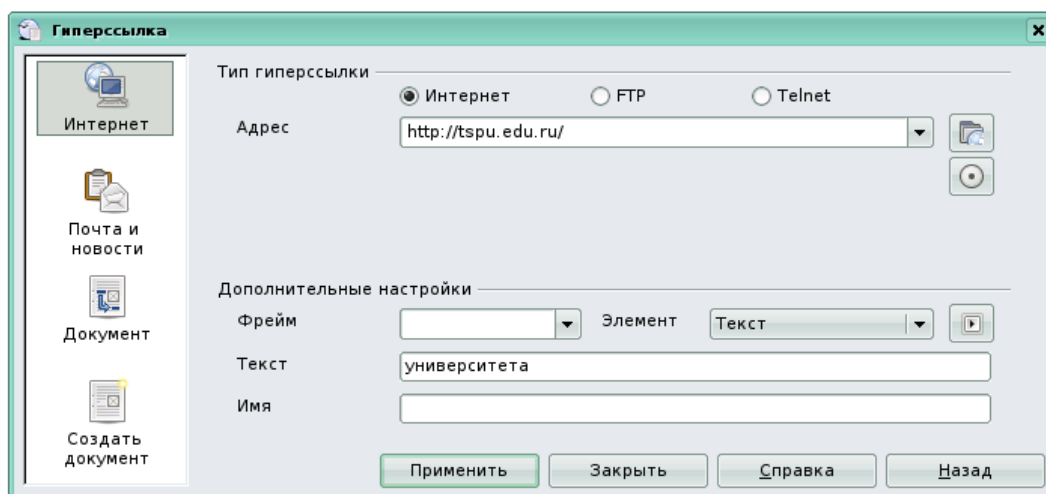 Гиперссылка
Интернет
Почта и
новости
Документ
Создать
документ
Тип гиперссылки
Интернет FTP Telnet
Адрес http://tspu.edu.ru/
Дополнительные настройки
Фрейм Элемент Текст
Текст университета
Имя
Применить Закрыть Справка Назад